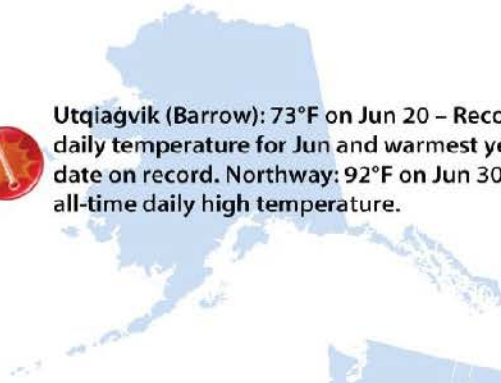 Utqiaġvik (Barrow): 73°F on Jun 20 – Reco
daily temperature for Jun and warmest ye
date on record. Northway: 92°F on Jun 30
all-time daily high temperature.